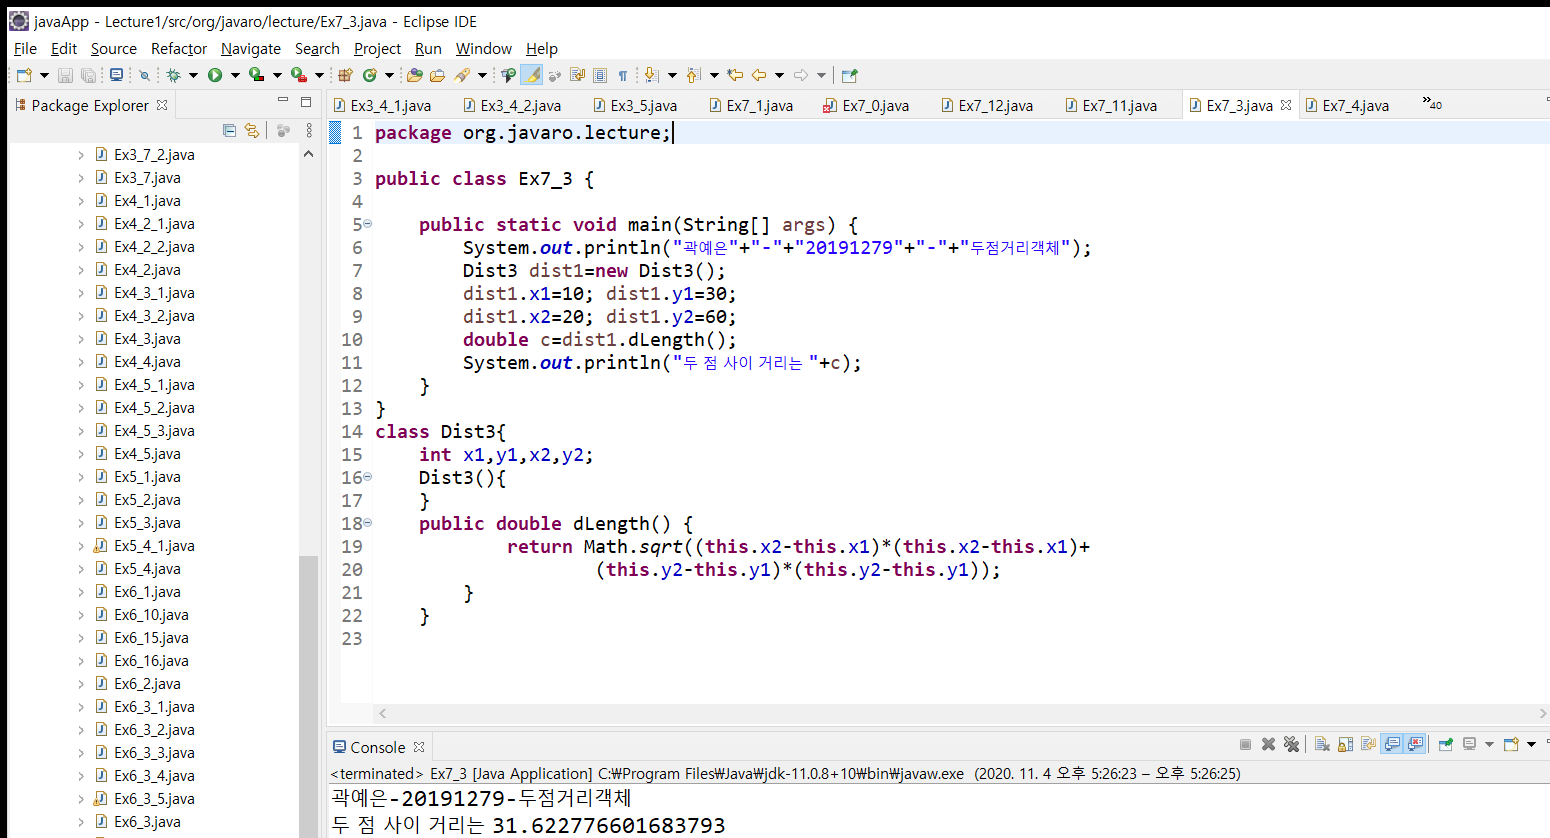 javaApp - Lecture1/src/org/javaro/lecture/Ex7_3.java - Eclipse IDE
File Edit Source Refactor Navigate Search Project Run Window Help
Package Explorer
Ex3_7_2.java
Ex3_7.java
Ex4_1.java
Ex4_2_1.java
Ex4_2_2.java
Ex4_2.java
Ex4_3_1.java
Ex4_3_2.java
Ex4_3.java
Ex4_4.java
Ex4_5_1.java
Ex4_5_2.java
Ex4_5_3.java
Ex4_5.java
Ex5_1.java
Ex5_2.java
Ex5_3.java
Ex5_4_1.java
Ex5_4.java
Ex6_1.java
Ex6_10.java
Ex6_15.java
Ex6_16.java
Ex6_2.java
Ex6_3_1.java
Ex6_3_2.java
Ex6_3_3.java
Ex6_3_4.java
Ex6_3_5.java
Ex6_3.java
Ex3_4_1.java Ex3_4_2.java Ex3_5.java Ex7_1.java Ex7_0.java Ex7_12.java Ex7_11.java Ex7_3.java Ex7_4.java »40
1 package org.javaro.lecture;
2
3 public class Ex7_3 {
4
5 public static void main(String[] args) {
6 System.out.println("곽예은"+"-"+"20191279"+"-"+"두점거리객체");
7 Dist3 dist1=new Dist3();
8 dist1.x1=10; dist1.y1=30;
9 dist1.x2=20; dist1.y2=60;
10 double c=dist1.dLength();
11 System.out.println("두 점 사이 거리는 "+c);
12 }
13 }
14 class Dist3{
15 int x1,y1,x2,y2;
16 Dist3(){
17 }
18 public double dLength() {
19 return Math.sqrt((this.x2-this.x1)*(this.x2-this.x1)+
20 (this.y2-this.y1)*(this.y2-this.y1));
21 }
22 }
23
Console
<terminated> Ex7_3 [Java Application] C:₩Program Files₩Java₩jdk-11.0.8+10₩bin₩javaw.exe (2020. 11. 4 오후 5:26:23 – 오후 5:26:25)
곽예은-20191279-두점거리객체
두 점 사이 거리는 31.622776601683793